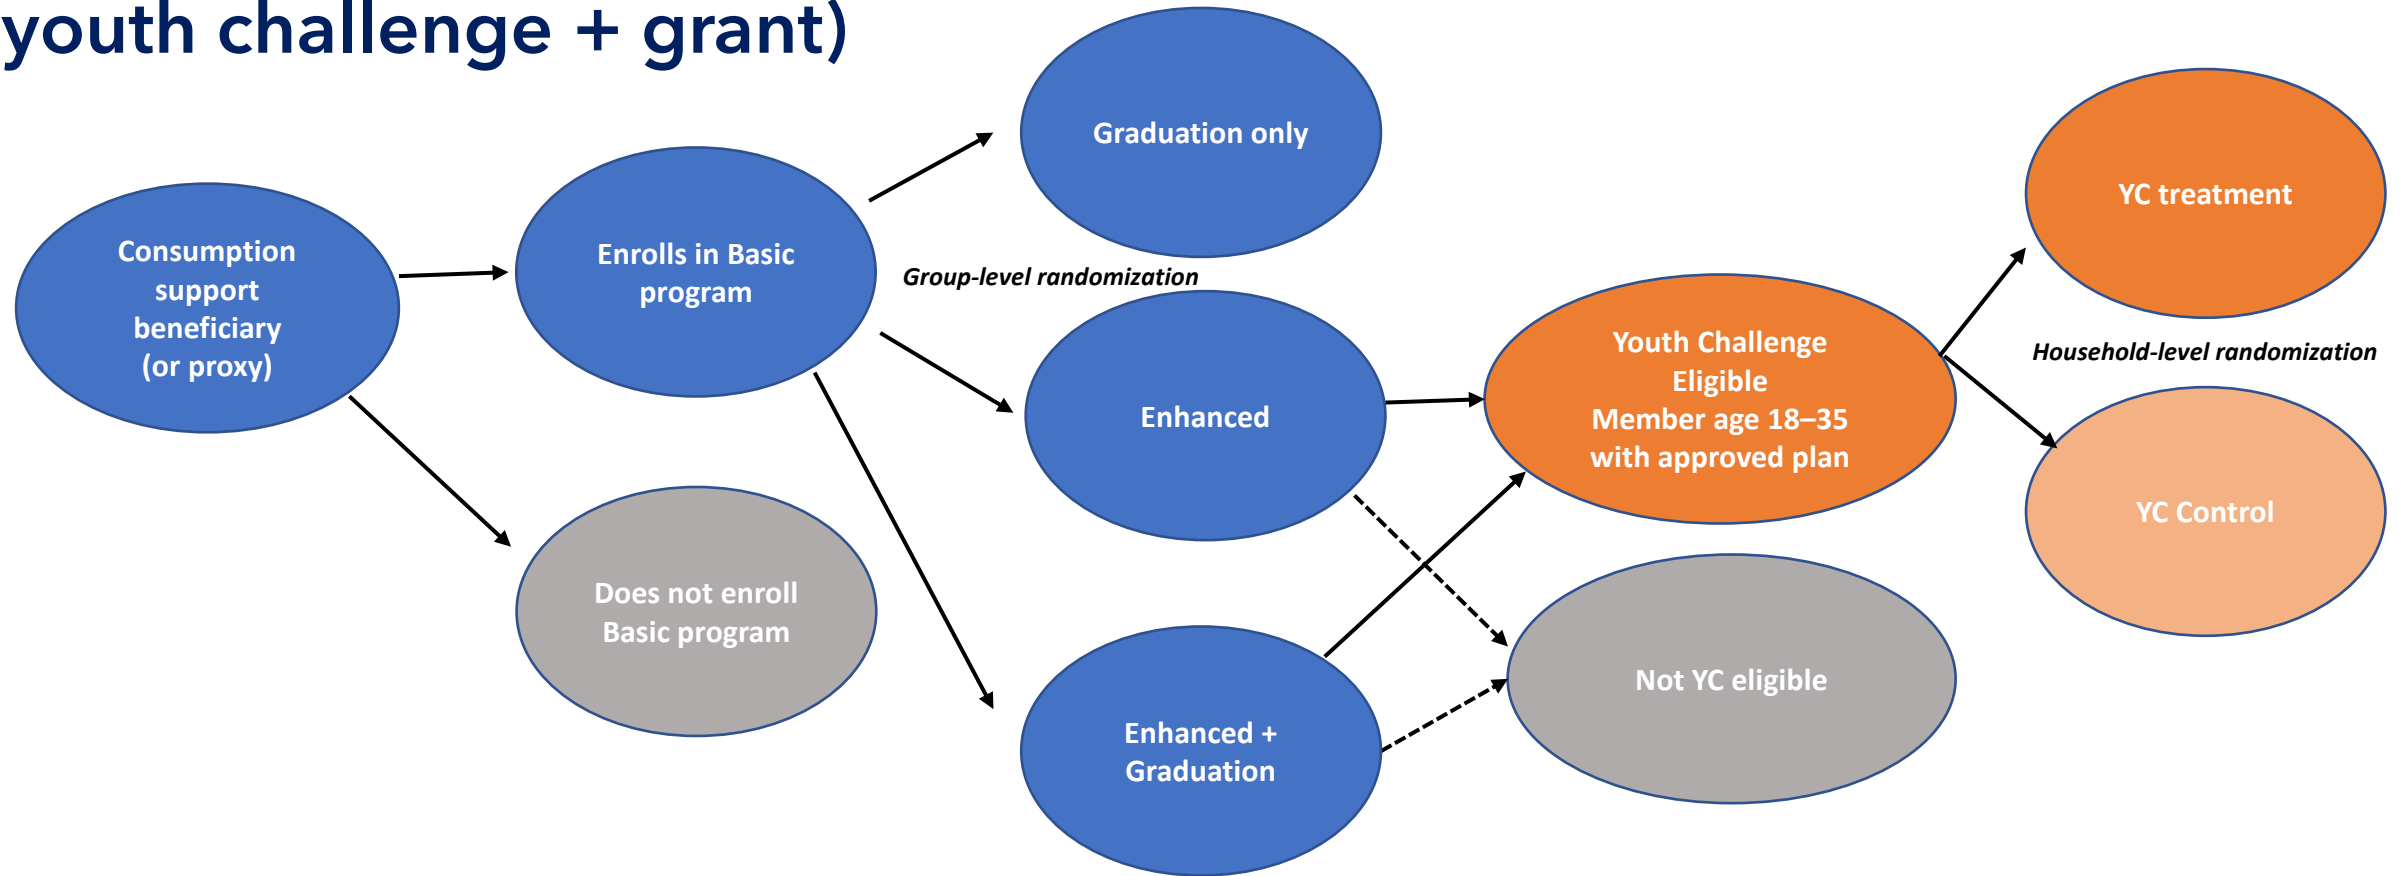 youth challenge + grant)
Consumption
support
beneficiary
(or proxy)
Enrolls in Basic
program
Does not enroll
Basic program
Graduation only
Group-level randomization
Enhanced
Enhanced +
Graduation
Youth Challenge
Eligible
Member age 18–35
with approved plan
Not YC eligible
YC treatment
Household-level randomization
YC Control